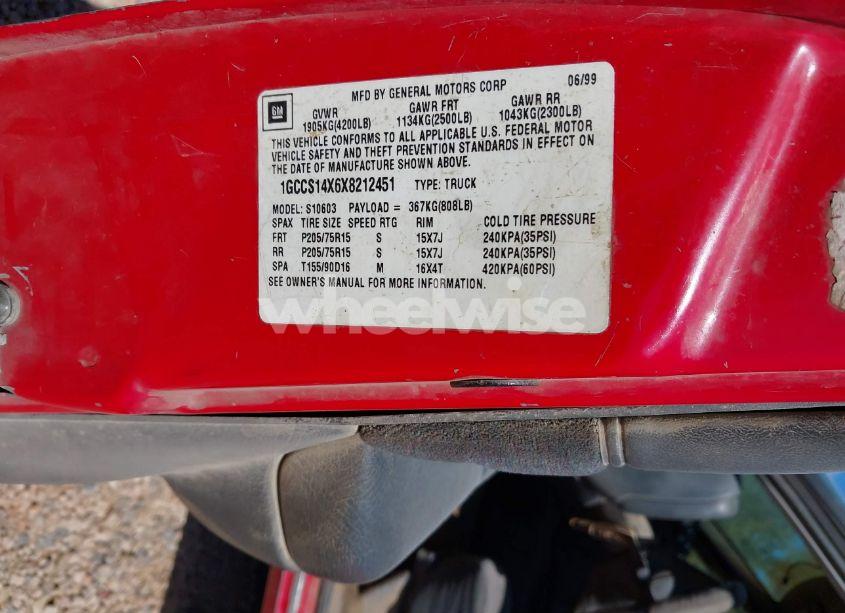 MFD BY GENERAL MOTORS CORP 06/99
GM
GVWR GAWR FRT GAWR RR
1905KG(4200LB) 1134KG(2500LB) 1043KG(2300LB)
THIS VEHICLE CONFORMS TO ALL APPLICABLE U.S. FEDERAL MOTOR
VEHICLE SAFETY AND THEFT PREVENTION STANDARDS IN EFFECT ON
THE DATE OF MANUFACTURE SHOWN ABOVE.
1GCCS14X6X8212451 TYPE: TRUCK
MODEL: S10603 PAYLOAD = 367KG(808LB)
SPAX TIRE SIZE SPEED RTG RIM COLD TIRE PRESSURE
FRT P205/75R15 S 15X7J 240KPA(35PSI)
RR P205/75R15 S 15X7J 240KPA(35PSI)
SPA T155/90D16 M 16X4T 420KPA(60PSI)
SEE OWNER'S MANUAL FOR MORE INFORMATION.
wheelwise